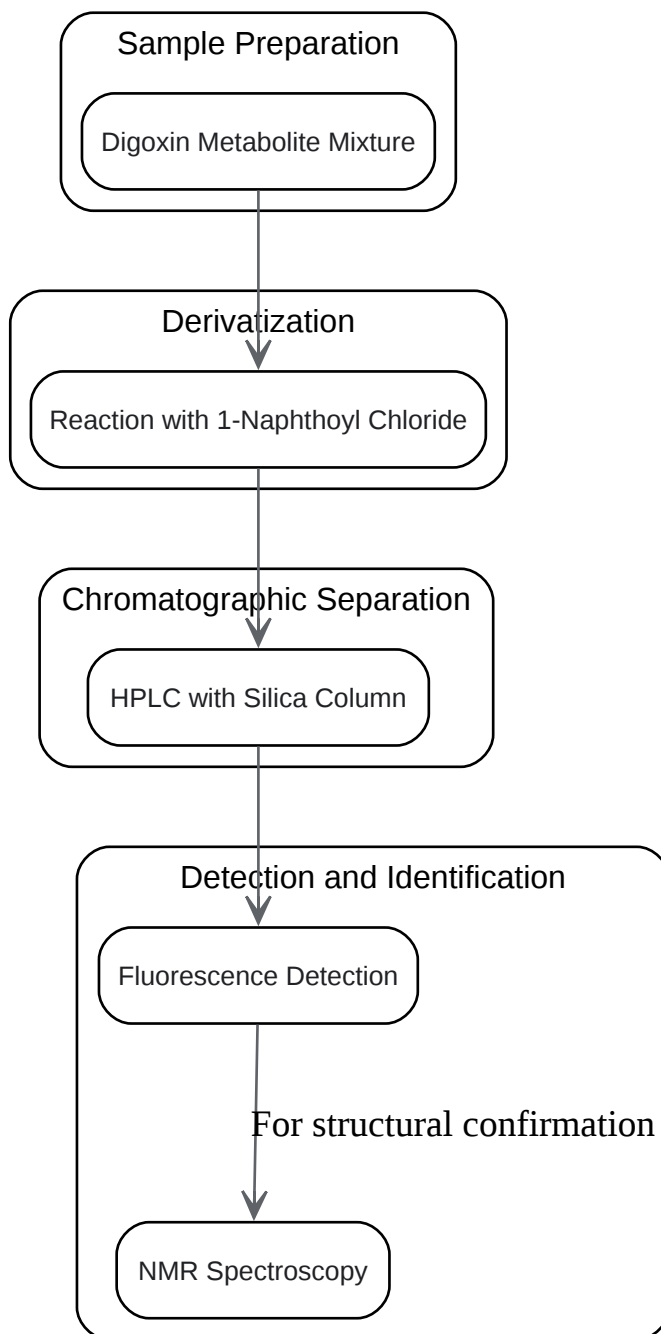 Sample Preparation
Digoxin Metabolite Mixture
Derivatization
Reaction with 1-Naphthoyl Chloride
Chromatographic Separation
HPLC with Silica Column
Detection and Identification
Fluorescence Detection
For structural confirmation
NMR Spectroscopy